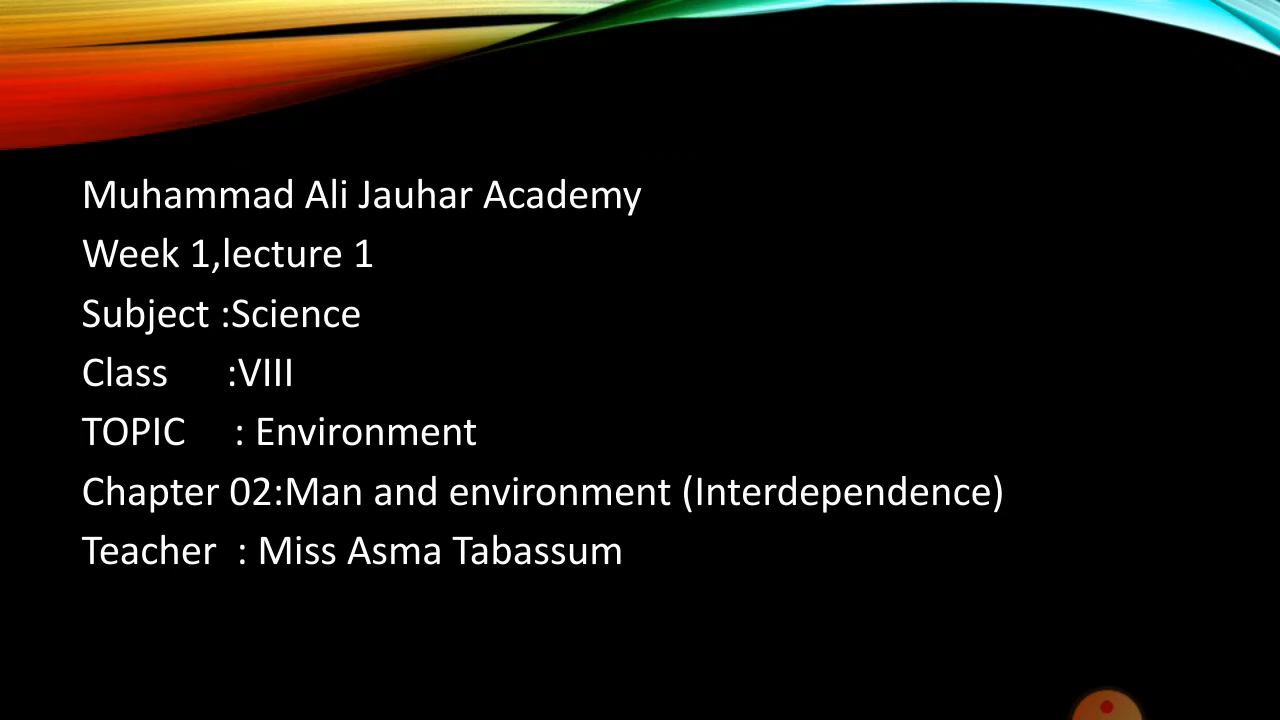 Muhammad Ali Jauhar Academy
Week 1,lecture 1
Subject :Science
Class :VIII
TOPIC : Environment
Chapter 02:Man and environment (Interdependence)
Teacher : Miss Asma Tabassum